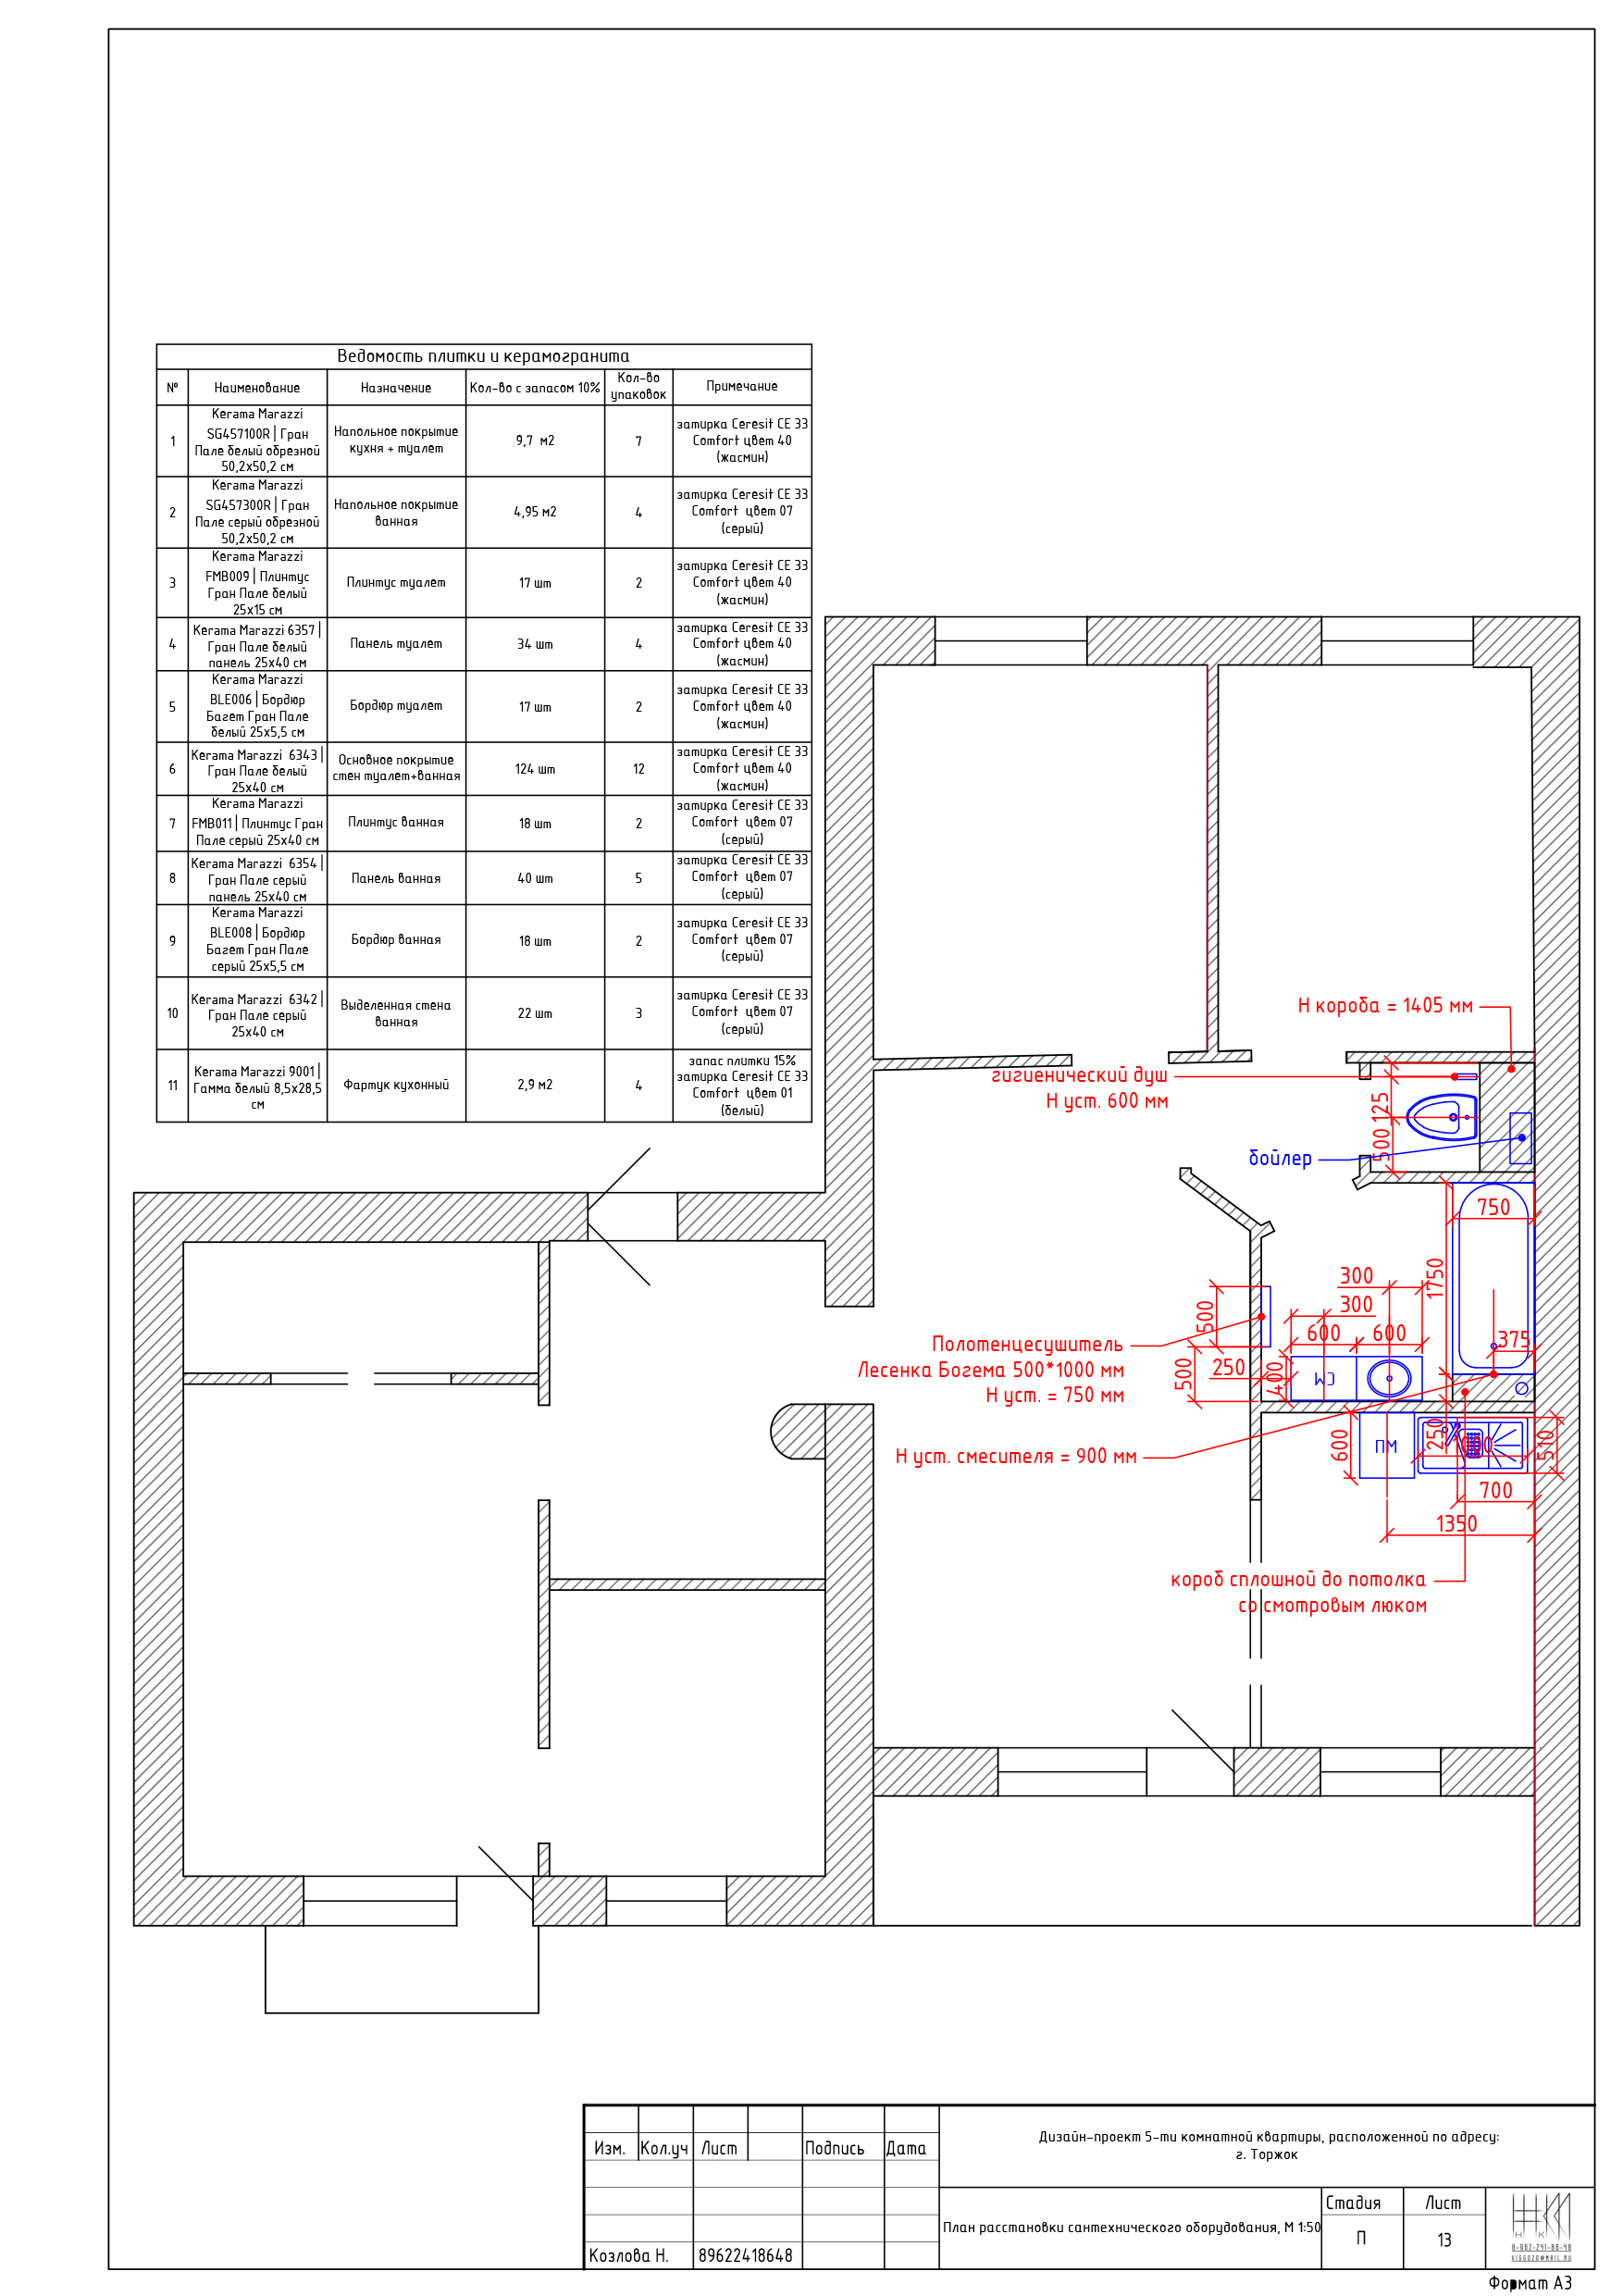 Ведомость плитки и керамогранита
№ Наименование Назначение Кол-во с запасом 10% Кол-во упаковок Примечание
1
Kerama Marazzi
SG457100R | Гран
Пале белый обрезной
50,2х50,2 см
Напольное покрытие
кухня + туалет
9,7 м2
7
затирка Ceresit CE 33
Comfort цвет 40
(жасмин)
2
Kerama Marazzi
SG457300R | Гран
Пале серый обрезной
50,2х50,2 см
Напольное покрытие
ванная
4,95 м2
4
затирка Ceresit CE 33
Comfort цвет 07
(серый)
3
Kerama Marazzi
FMB009 | Плинтус
Гран Пале белый
25х15 см
Плинтус туалет
17 шт
2
затирка Ceresit CE 33
Comfort цвет 40
(жасмин)
4
Kerama Marazzi 6357 |
Гран Пале белый
панель 25х40 см
Панель туалет
34 шт
4
затирка Ceresit CE 33
Comfort цвет 40
(жасмин)
5
Kerama Marazzi
BLE006 | Бордюр
Багет Гран Пале
белый 25х5,5 см
Бордюр туалет
17 шт
2
затирка Ceresit CE 33
Comfort цвет 40
(жасмин)
6
Kerama Marazzi 6343 |
Гран Пале белый
25х40 см
Основное покрытие
стен туалет+ванная
124 шт
12
затирка Ceresit CE 33
Comfort цвет 40
(жасмин)
7
Kerama Marazzi
FMB011 | Плинтус Гран
Пале серый 25х40 см
Плинтус ванная
18 шт
2
затирка Ceresit CE 33
Comfort цвет 07
(серый)
8
Kerama Marazzi 6354 |
Гран Пале серый
панель 25х40 см
Панель ванная
40 шт
5
затирка Ceresit CE 33
Comfort цвет 07
(серый)
9
Kerama Marazzi
BLE008 | Бордюр
Багет Гран Пале
серый 25х5,5 см
Бордюр ванная
18 шт
2
затирка Ceresit CE 33
Comfort цвет 07
(серый)
10
Kerama Marazzi 6342 |
Гран Пале серый
25х40 см
Выделенная стена
ванная
22 шт
3
затирка Ceresit CE 33
Comfort цвет 07
(серый)
11
Kerama Marazzi 9001 |
Гамма белый 8,5х28,5
см
Фартук кухонный
2,9 м2
4
запас плитки 15%
затирка Ceresit CE 33
Comfort цвет 01
(белый)
Н короба = 1405 мм
гигиенический душ
Н уст. 600 мм
125
500
бойлер
750
1750
300
300
600 600
375
500
500
250
400
СМ
Полотенцесушитель
Лесенка Богема 500*1000 мм
Н уст. = 750 мм
Н уст. смесителя = 900 мм
600
ПМ
250
510
700
1350
короб сплошной до потолка
со смотровым люком
Изм. Кол.уч Лист Подпись Дата
Козлова Н. 89622418648
Дизайн-проект 5-ти комнатной квартиры, расположенной по адресу:
г. Торжок
План расстановки сантехнического оборудования, М 1:50
Стадия Лист
П 13
Н К
8-962-241-86-48
Формат А3